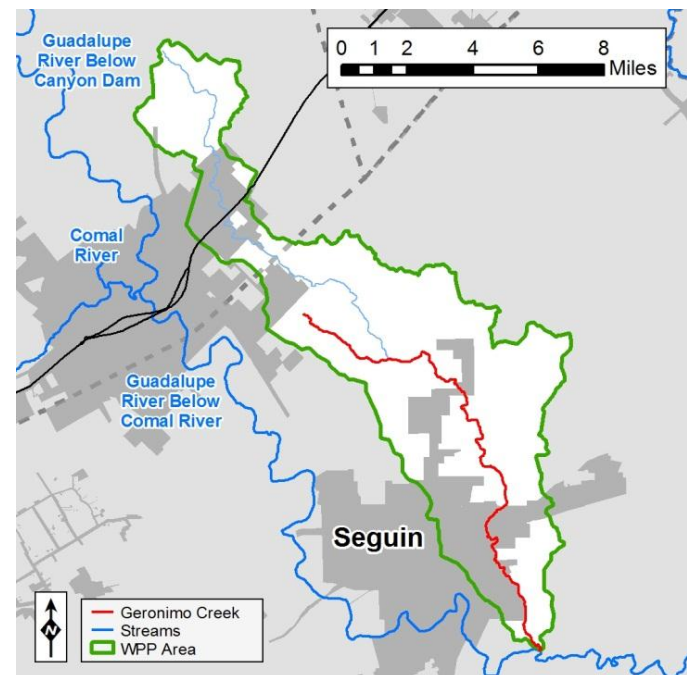 Guadalupe
River Below
Canyon Dam
0 1 2 4 6 8
Miles
Comal
River
Guadalupe
River Below
Comal River
Seguin
N
Geronimo Creek
Streams
WPP Area